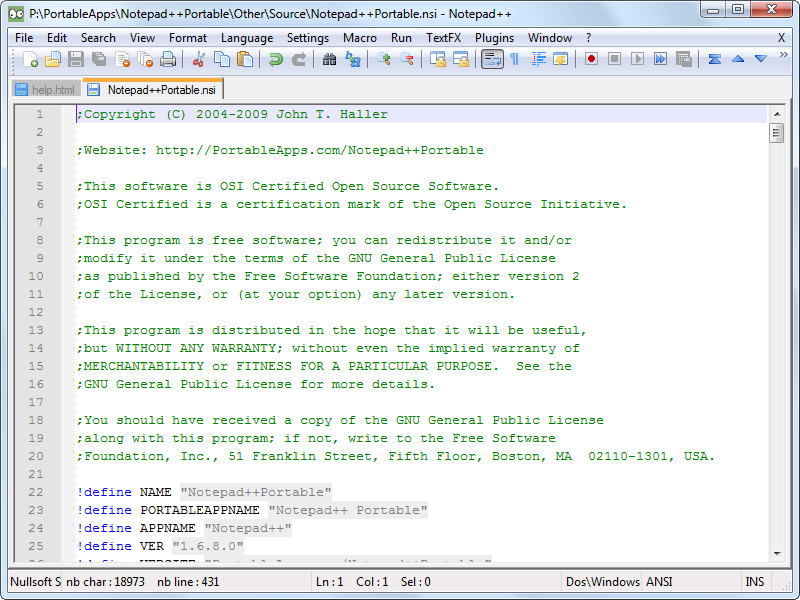 P:\PortableApps\Notepad++Portable\Other\Source\Notepad++Portable.nsi - Notepad++
File Edit Search View Format Language Settings Macro Run TextFX Plugins Window ? X
help.html Notepad++Portable.nsi
1 ;Copyright (C) 2004-2009 John T. Haller
2
3 ;Website: http://PortableApps.com/Notepad++Portable
4
5 ;This software is OSI Certified Open Source Software.
6 ;OSI Certified is a certification mark of the Open Source Initiative.
7
8 ;This program is free software; you can redistribute it and/or
9 ;modify it under the terms of the GNU General Public License
10 ;as published by the Free Software Foundation; either version 2
11 ;of the License, or (at your option) any later version.
12
13 ;This program is distributed in the hope that it will be useful,
14 ;but WITHOUT ANY WARRANTY; without even the implied warranty of
15 ;MERCHANTABILITY or FITNESS FOR A PARTICULAR PURPOSE.  See the
16 ;GNU General Public License for more details.
17
18 ;You should have received a copy of the GNU General Public License
19 ;along with this program; if not, write to the Free Software
20 ;Foundation, Inc., 51 Franklin Street, Fifth Floor, Boston, MA  02110-1301, USA.
21
22 !define NAME "Notepad++Portable"
23 !define PORTABLEAPPNAME "Notepad++ Portable"
24 !define APPNAME "Notepad++"
25 !define VER "1.6.8.0"
Nullsoft S nb char : 18973 nb line : 431 Ln : 1 Col : 1 Sel : 0 Dos\Windows ANSI INS